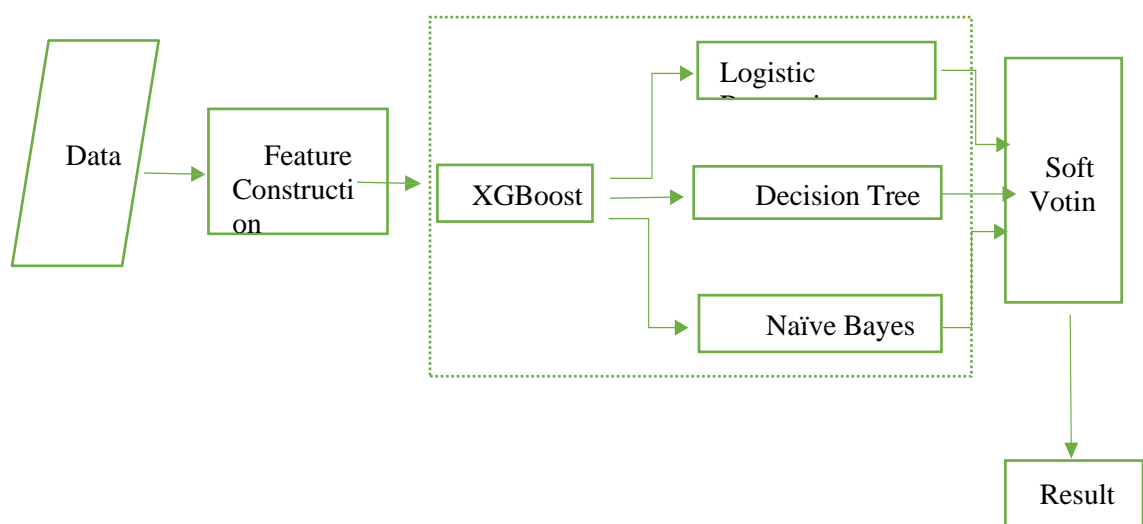 Data
Feature
Constructi
on
XGBoost
Logistic
Decision Tree
Naïve Bayes
Soft
Votin
Result